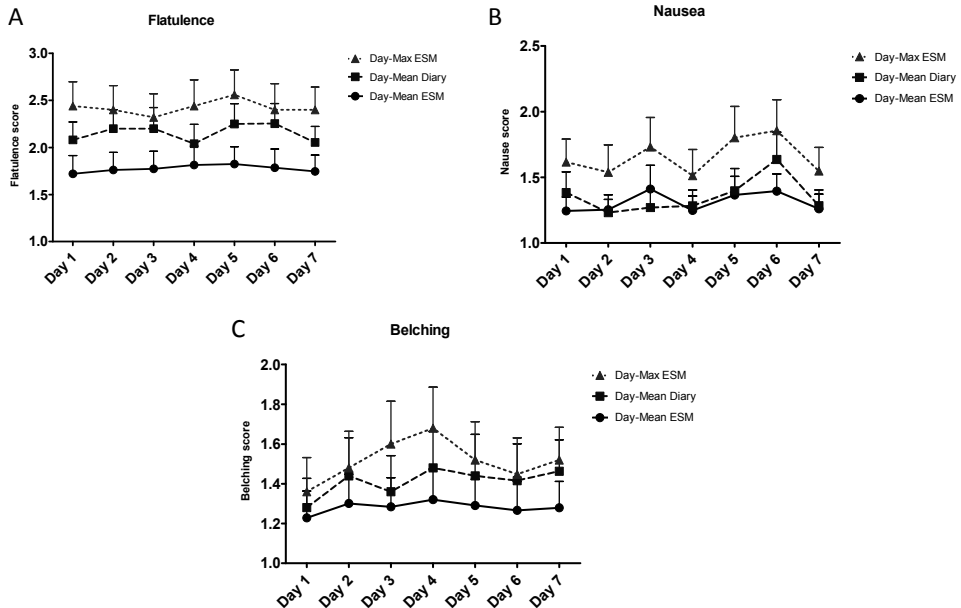 A
Flatulence
Flatulence score
3.0
2.5
2.0
1.5
1.0
Day 1
Day 2
Day 3
Day 4
Day 5
Day 6
Day 7
Day-Max ESM
Day-Mean Diary
Day-Mean ESM
B
Nausea
Nause score
2.5
2.0
1.5
1.0
Day 1
Day 2
Day 3
Day 4
Day 5
Day 6
Day 7
Day-Max ESM
Day-Mean Diary
Day-Mean ESM
C
Belching
Belching score
2.0
1.8
1.6
1.4
1.2
1.0
Day 1
Day 2
Day 3
Day 4
Day 5
Day 6
Day 7
Day-Max ESM
Day-Mean Diary
Day-Mean ESM